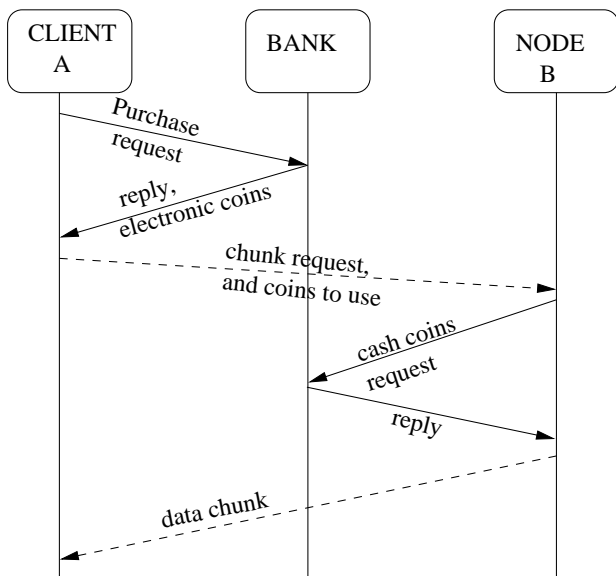 CLIENT
A
BANK
NODE
B
Purchase
request
reply,
electronic coins
chunk request,
and coins to use
cash coins
request
reply
data chunk